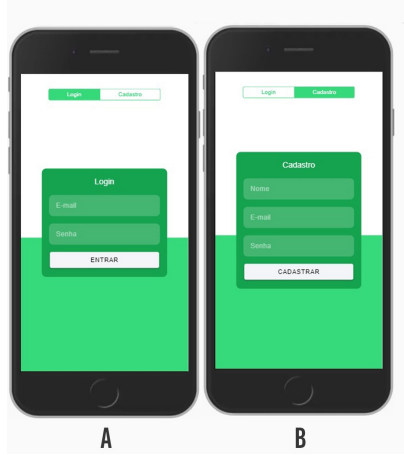 Login Cadastro
Login
E-mail
Senha
ENTRAR
A
Login Cadastro
Cadastro
Nome
E-mail
Senha
CADASTRAR
B